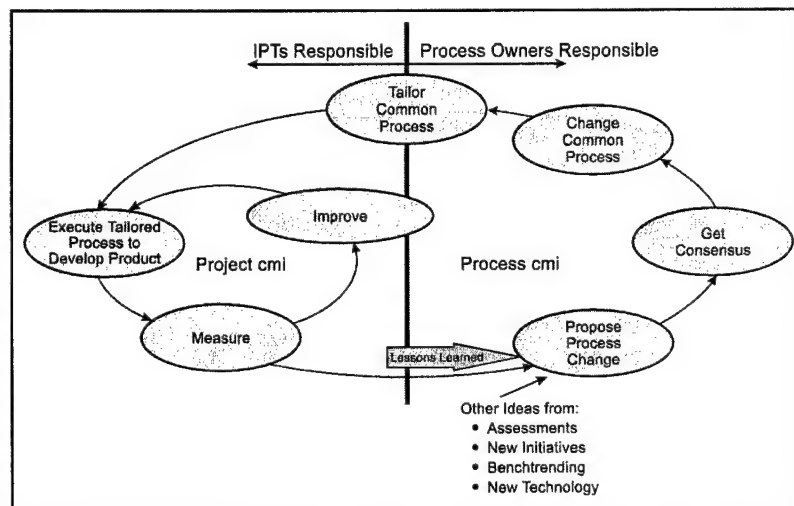 IPTs Responsible
Process Owners Responsible
Tailor
Common
Process
Change
Common
Process
Improve
Execute Tailored
Process to
Develop Product
Get
Consensus
Project cmi
Process cmi
Measure
Lessons Learned
Propose
Process
Change
Other Ideas from:
• Assessments
• New Initiatives
• Benchtrending
• New Technology